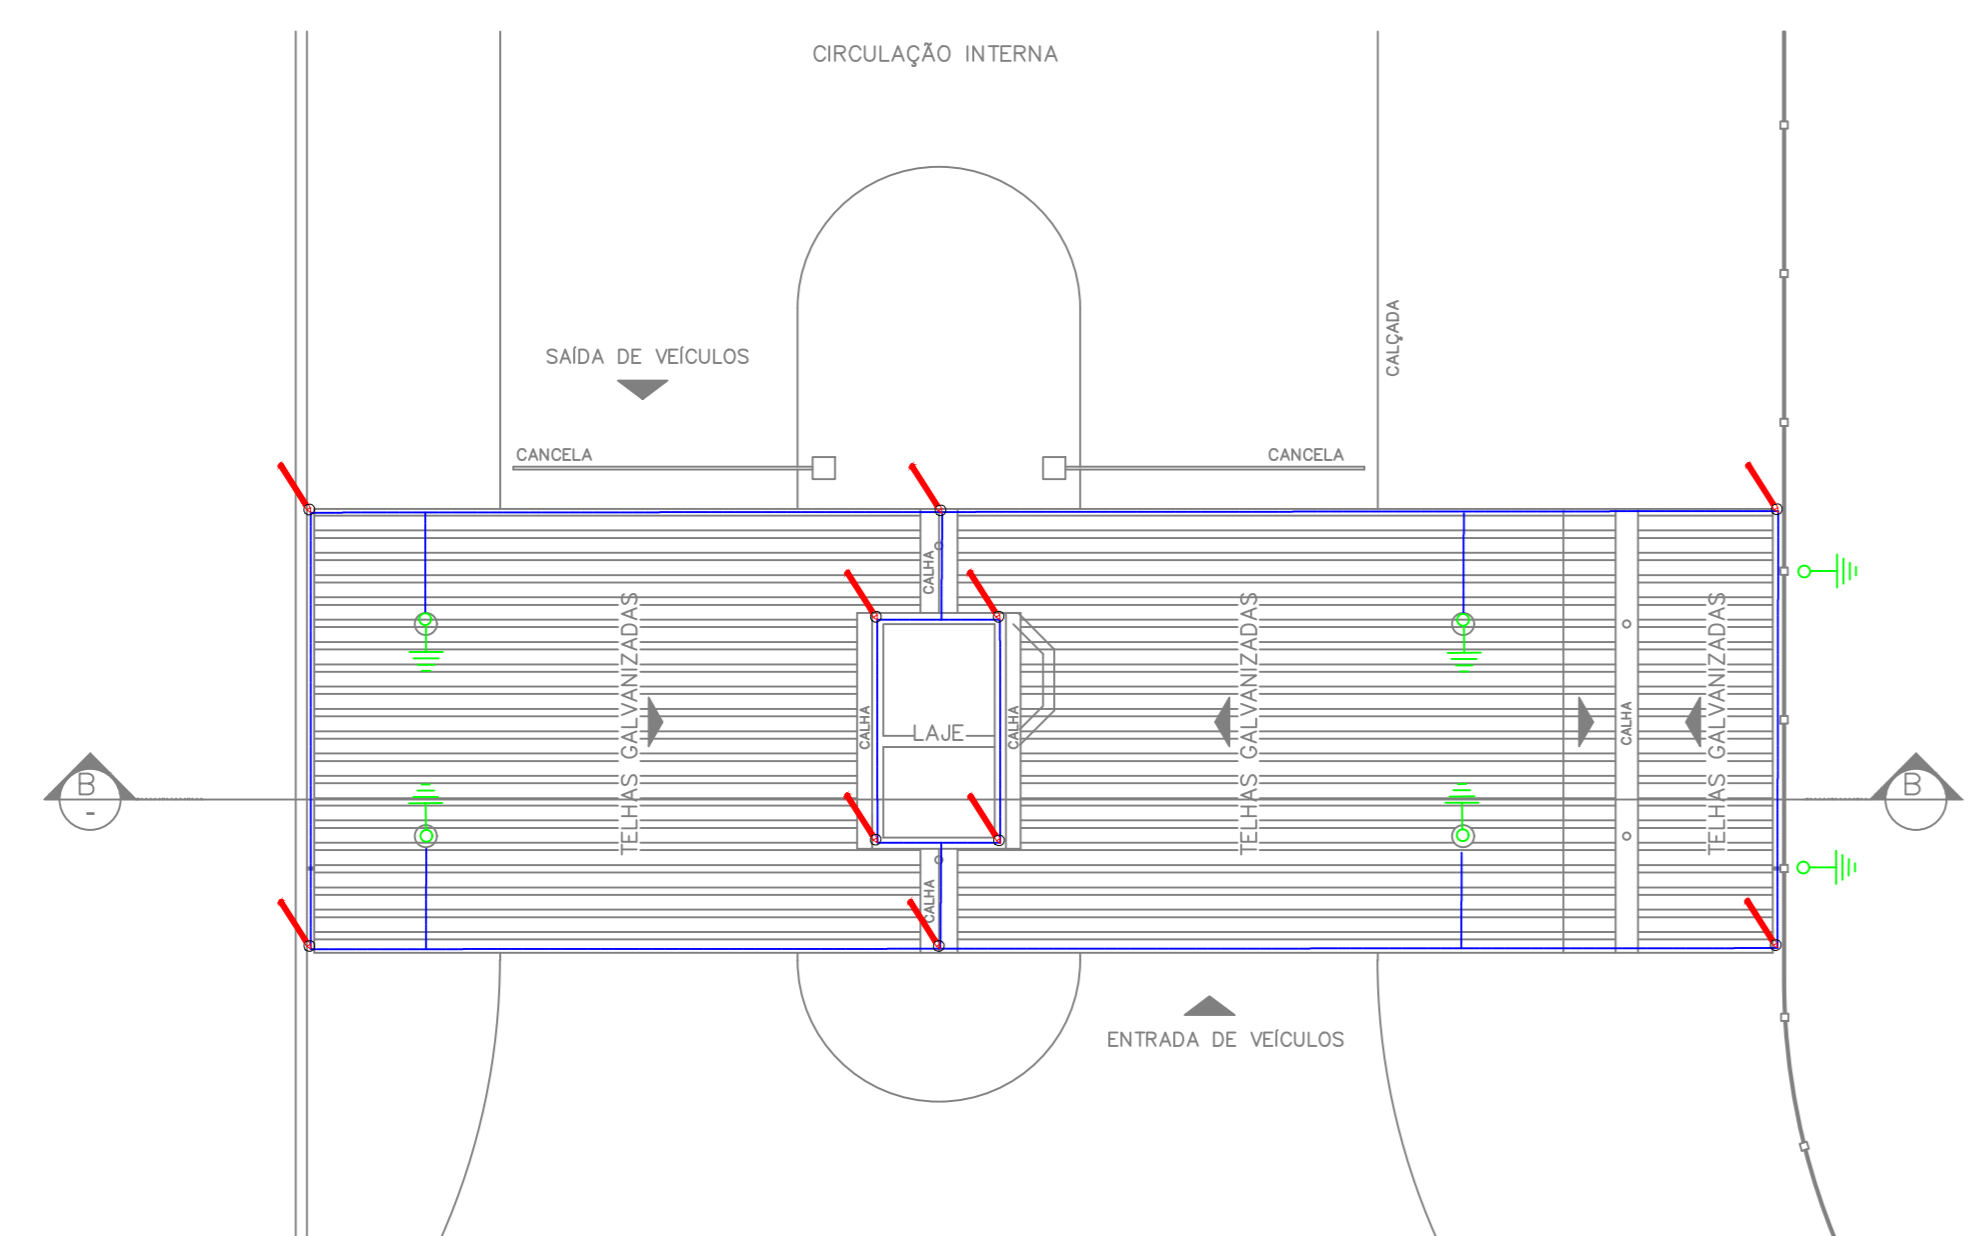 CIRCULAÇÃO INTERNA
CALÇADA
SAÍDA DE VEÍCULOS
CANCELA
CANCELA
CALHA
TELHAS GALVANIZADAS
TELHAS GALVANIZADAS
TELHAS GALVANIZADAS
CALHA
LAJE
CALHA
CALHA
B
-
B
CALHA
ENTRADA DE VEÍCULOS